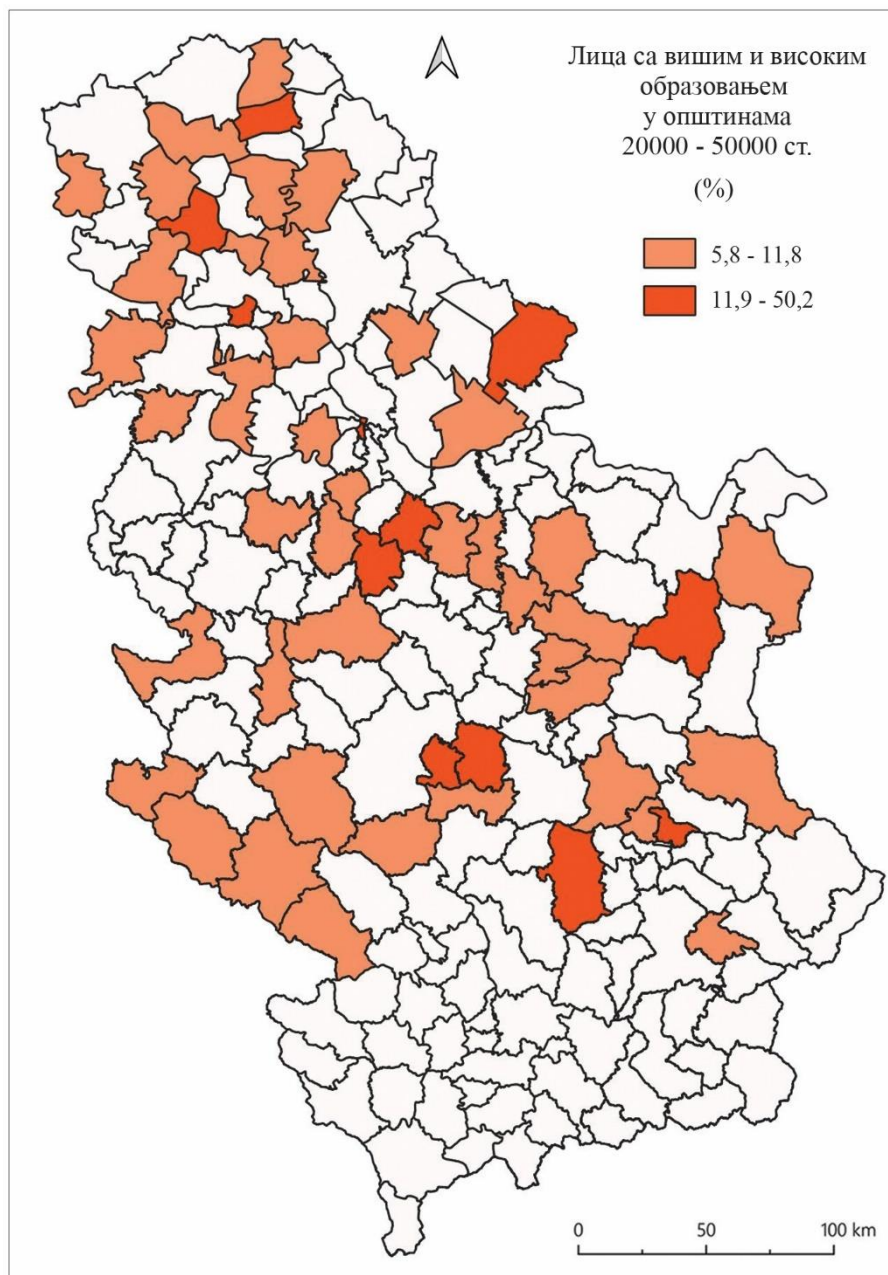 Лица са вишим и високим
образовањем
у општинама
20000 - 50000 ст.
(%)
5,8 - 11,8
11,9 - 50,2
0 50 100 km